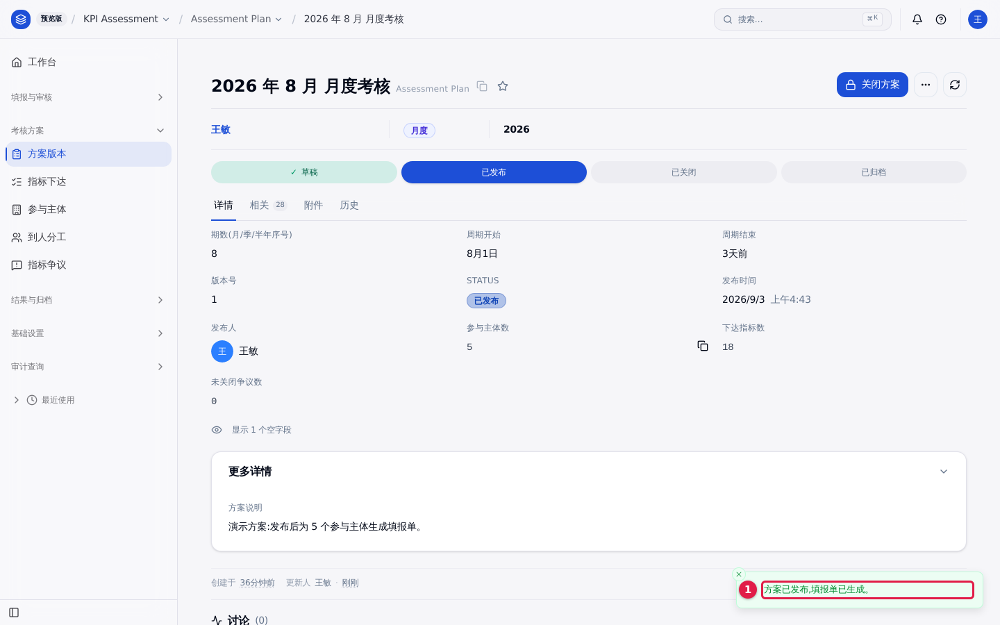 预览版 / KPI Assessment / Assessment Plan / 2026 年 8 月 月度考核
搜索... ⌘K
王
工作台
填报与审核
考核方案
方案版本
指标下达
参与主体
到人分工
指标争议
结果与归档
基础设置
审计查询
最近使用
2026 年 8 月 月度考核 Assessment Plan
关闭方案
王敏 月度 2026
✓ 草稿 已发布 已关闭 已归档
详情 相关 28 附件 历史
期数(月/季/半年序号) 周期开始 周期结束
8 8月1日 3天前
版本号 STATUS 发布时间
1 已发布 2026/9/3 上午4:43
发布人 参与主体数 下达指标数
王 王敏 5 18
未关闭争议数
0
显示 1 个空字段
更多详情
方案说明
演示方案:发布后为 5 个参与主体生成填报单。
创建于 36分钟前 更新人 王敏 · 刚刚
1 方案已发布,填报单已生成。
讨论 (0)